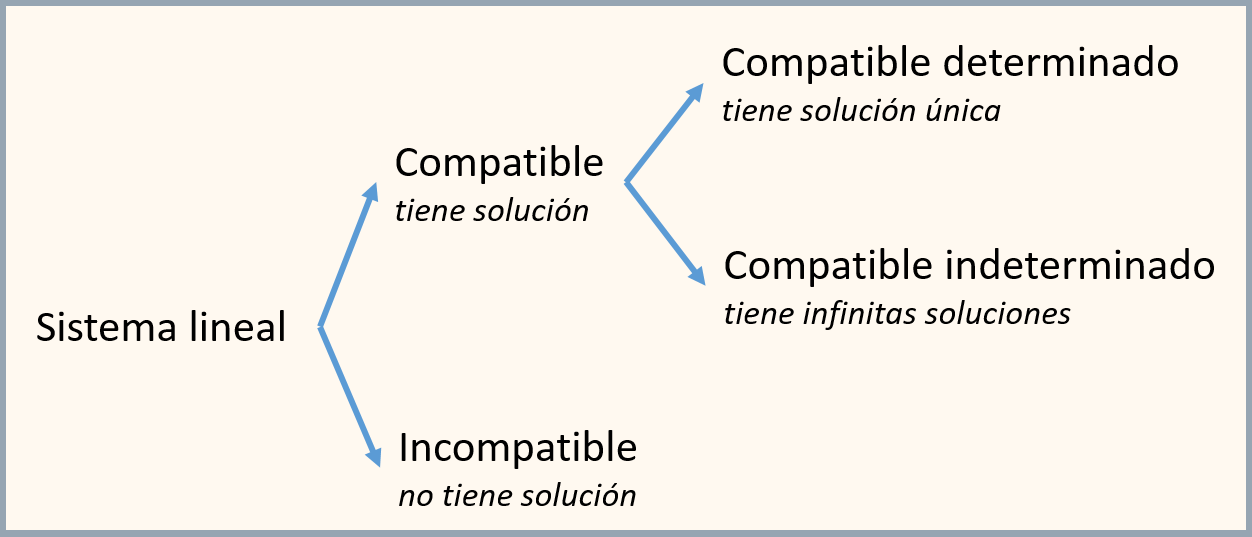 Sistema lineal
Compatible
tiene solución
Compatible determinado
tiene solución única
Compatible indeterminado
tiene infinitas soluciones
Incompatible
no tiene solución